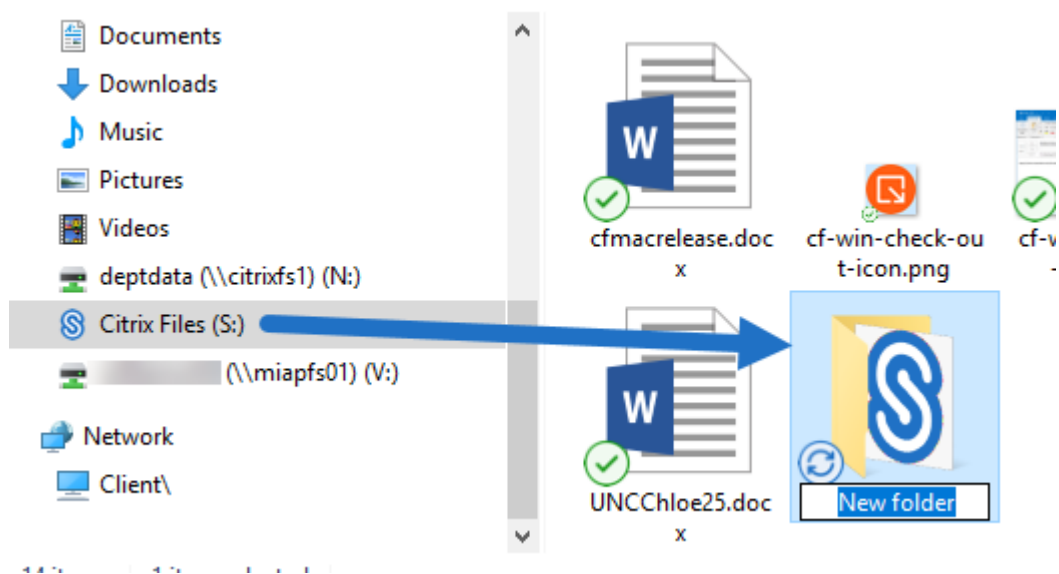 Documents
Downloads
Music
Pictures
Videos
deptdata (\\citrixfs1) (N:)
Citrix Files (S:)
(\\miapfs01) (V:)
Network
Client\
W
cfmacrelease.doc
x
cf-win-check-ou
t-icon.png
W
UNCChloe25.doc
x
New folder